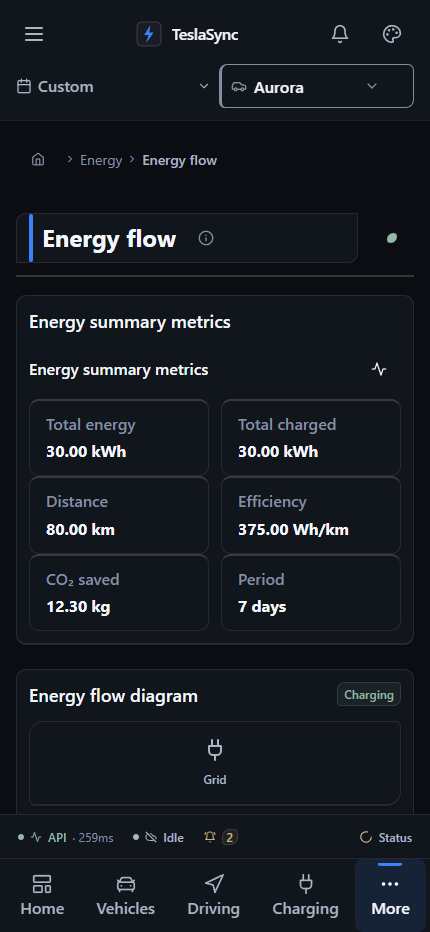 TeslaSync
Custom
Aurora
Energy
Energy flow
Energy flow
Energy summary metrics
Energy summary metrics
Total energy
30.00 kWh
Total charged
30.00 kWh
Distance
80.00 km
Efficiency
375.00 Wh/km
CO₂ saved
12.30 kg
Period
7 days
Energy flow diagram
Charging
Grid
API · 259ms
Idle
2
Status
Home
Vehicles
Driving
Charging
More